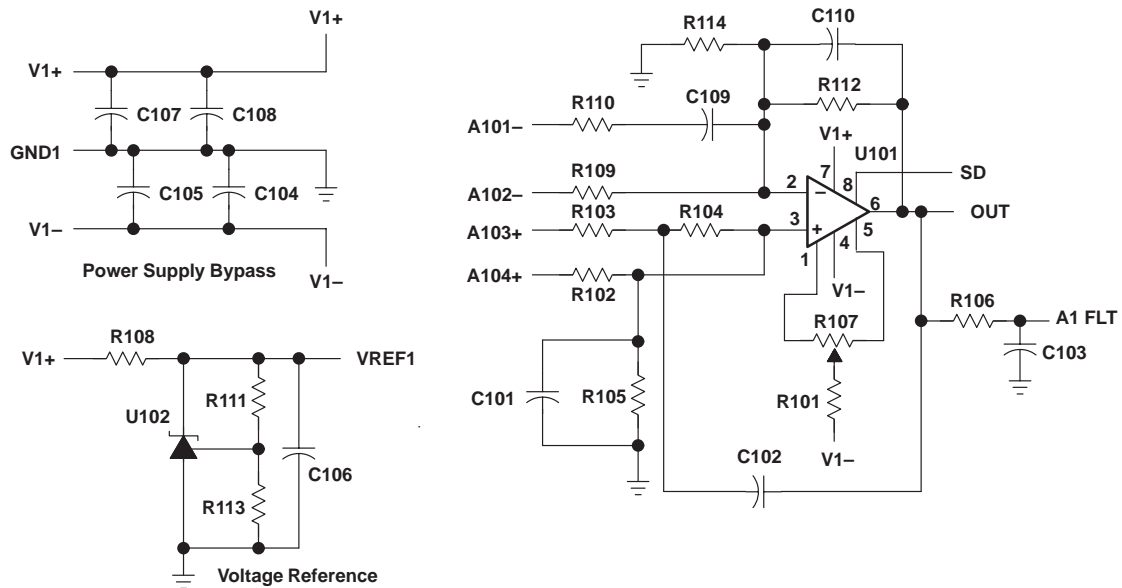 V1+
V1+
C107
C108
GND1
C105
C104
V1–
Power Supply Bypass
V1–
R108
V1+
VREF1
R111
U102
C106
R113
Voltage Reference
C110
R114
R112
C109
R110
A101–
V1+
U101
7
8
SD
R109
A102–
2
–
6
OUT
R103
R104
A103+
3
+
5
4
1
A104+
R102
V1–
R106
A1 FLT
R107
C103
C101
R105
R101
V1–
C102